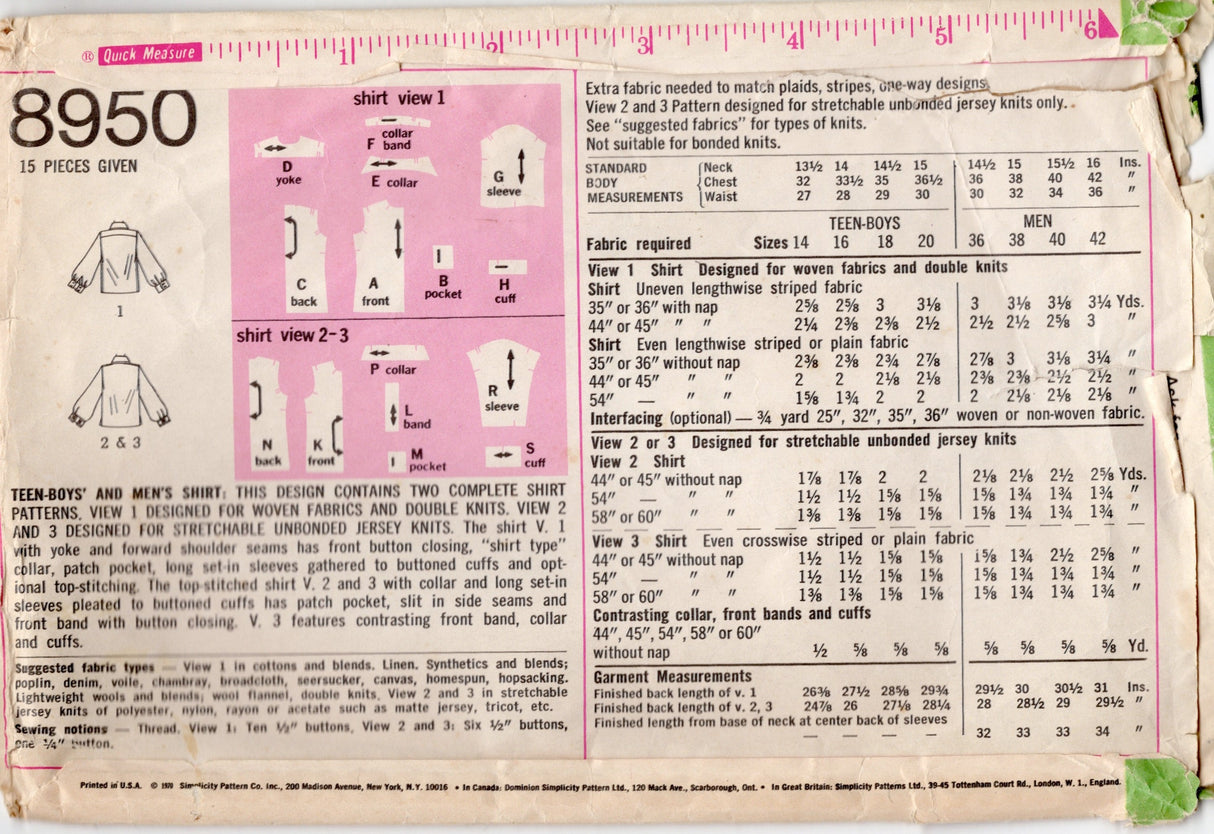 ® Quick Measure 1 2 3 4 5 6
8950
15 PIECES GIVEN
1
2 & 3
shirt view 1
D
yoke
collar
F band
E collar
G
sleeve
C
back
A
front
B
pocket
H
cuff
shirt view 2-3
P collar
R
sleeve
L
band
N
back
K
front
M
pocket
S
cuff
TEEN-BOYS' AND MEN'S SHIRT: THIS DESIGN CONTAINS TWO COMPLETE SHIRT
PATTERNS. VIEW 1 DESIGNED FOR WOVEN FABRICS AND DOUBLE KNITS. VIEW 2
AND 3 DESIGNED FOR STRETCHABLE UNBONDED JERSEY KNITS. The shirt V. 1
with yoke and forward shoulder seams has front button closing, "shirt type"
collar, patch pocket, long set-in sleeves gathered to buttoned cuffs and opt-
ional top-stitching. The top-stitched shirt V. 2 and 3 with collar and long set-in
sleeves pleated to buttoned cuffs has patch pocket, slit in side seams and
front band with button closing. V. 3 features contrasting front band, collar
and cuffs.
Suggested fabric types — View 1 in cottons and blends. Linen. Synthetics and blends;
poplin, denim, voile, chambray, broadcloth, seersucker, canvas, homespun, hopsacking.
Lightweight wools and blends; wool flannel, double knits. View 2 and 3 in stretchable
jersey knits of polyester, nylon, rayon or acetate such as matte jersey, tricot, etc.
Sewing notions — Thread. View 1: Ten ½" buttons, View 2 and 3: Six ½" buttons,
one ¼" button.
Extra fabric needed to match plaids, stripes, one-way designs.
View 2 and 3 Pattern designed for stretchable unbonded jersey knits only.
See "suggested fabrics" for types of knits.
Not suitable for bonded knits.
STANDARD Neck 13½ 14 14½ 15 14½ 15 15½ 16 Ins.
BODY Chest 32 33½ 35 36½ 36 38 40 42 "
MEASUREMENTS Waist 27 28 29 30 30 32 34 36 "
TEEN-BOYS MEN
Fabric required Sizes 14 16 18 20 36 38 40 42
View 1 Shirt Designed for woven fabrics and double knits
Shirt Uneven lengthwise striped fabric
35" or 36" with nap 2⅝ 2⅝ 3 3⅛ 3 3⅛ 3⅛ 3¼ Yds.
44" or 45" " " 2¼ 2⅜ 2⅜ 2½ 2½ 2½ 2⅝ 3 "
Shirt Even lengthwise striped or plain fabric
35" or 36" without nap 2⅜ 2⅜ 2¾ 2⅞ 2⅞ 3 3⅛ 3¼ "
44" or 45" " " 2 2 2⅛ 2⅛ 2⅜ 2⅜ 2½ 2½ "
54" — " " 1⅝ 1¾ 2 2 2 2⅛ 2⅛ 2⅛ "
Interfacing (optional) — ¾ yard 25", 32", 35", 36" woven or non-woven fabric.
View 2 or 3 Designed for stretchable unbonded jersey knits
View 2 Shirt
44" or 45" without nap 1⅞ 1⅞ 2 2 2⅛ 2⅛ 2½ 2⅝ Yds.
54" — " " 1½ 1½ 1⅝ 1⅝ 1⅝ 1¾ 1¾ 1¾ "
58" or 60" " " 1⅜ 1⅜ 1⅝ 1⅝ 1⅝ 1¾ 1¾ 1¾ "
View 3 Shirt Even crosswise striped or plain fabric
44" or 45" without nap 1½ 1½ 1⅝ 1⅝ 1⅝ 1¾ 2½ 2⅝ "
54" — " " 1½ 1½ 1⅝ 1⅝ 1⅝ 1¾ 1¾ 1¾ "
58" or 60" " " 1⅜ 1⅜ 1⅝ 1⅝ 1⅝ 1¾ 1¾ 1¾ "
Contrasting collar, front bands and cuffs
44", 45", 54", 58" or 60"
without nap ½ ⅝ ⅝ ⅝ ⅝ ⅝ ⅝ ⅝ Yd.
Garment Measurements
Finished back length of v. 1 26⅜ 27½ 28⅝ 29¾ 29½ 30 30½ 31 Ins.
Finished back length of v. 2, 3 24⅞ 26 27⅛ 28¼ 28 28½ 29 29½ "
Finished length from base of neck at center back of sleeves
— — — — 32 33 33 34 "
Printed in U.S.A. © 1970 Simplicity Pattern Co. Inc., 200 Madison Avenue, New York, N.Y. 10016 • In Canada: Dominion Simplicity Pattern Ltd., 120 Mack Ave., Scarborough, Ont. • In Great Britain: Simplicity Patterns Ltd., 39-45 Tottenham Court Rd., London, W. 1., England.